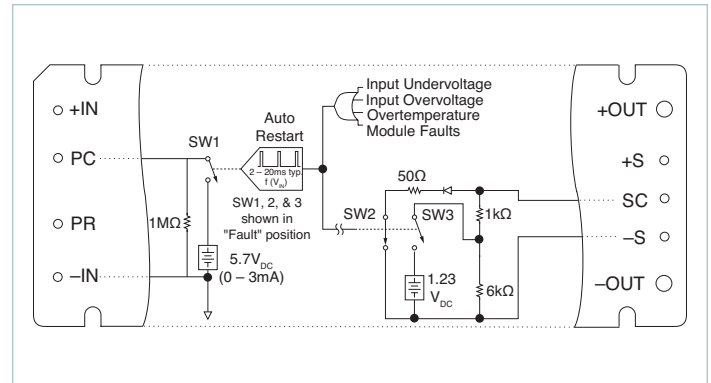 +IN
PC
PR
–IN
SW1
1MΩ
5.7V DC
(0 – 3mA)
Auto
Restart
2 – 20ms typ.
f (V IN)
SW1, 2, & 3
shown in
"Fault" position
Input Undervoltage
Input Overvoltage
Overtemperature
Module Faults
50Ω
SW2
SW3
1kΩ
1.23
V DC
6kΩ
+OUT
+S
SC
–S
–OUT